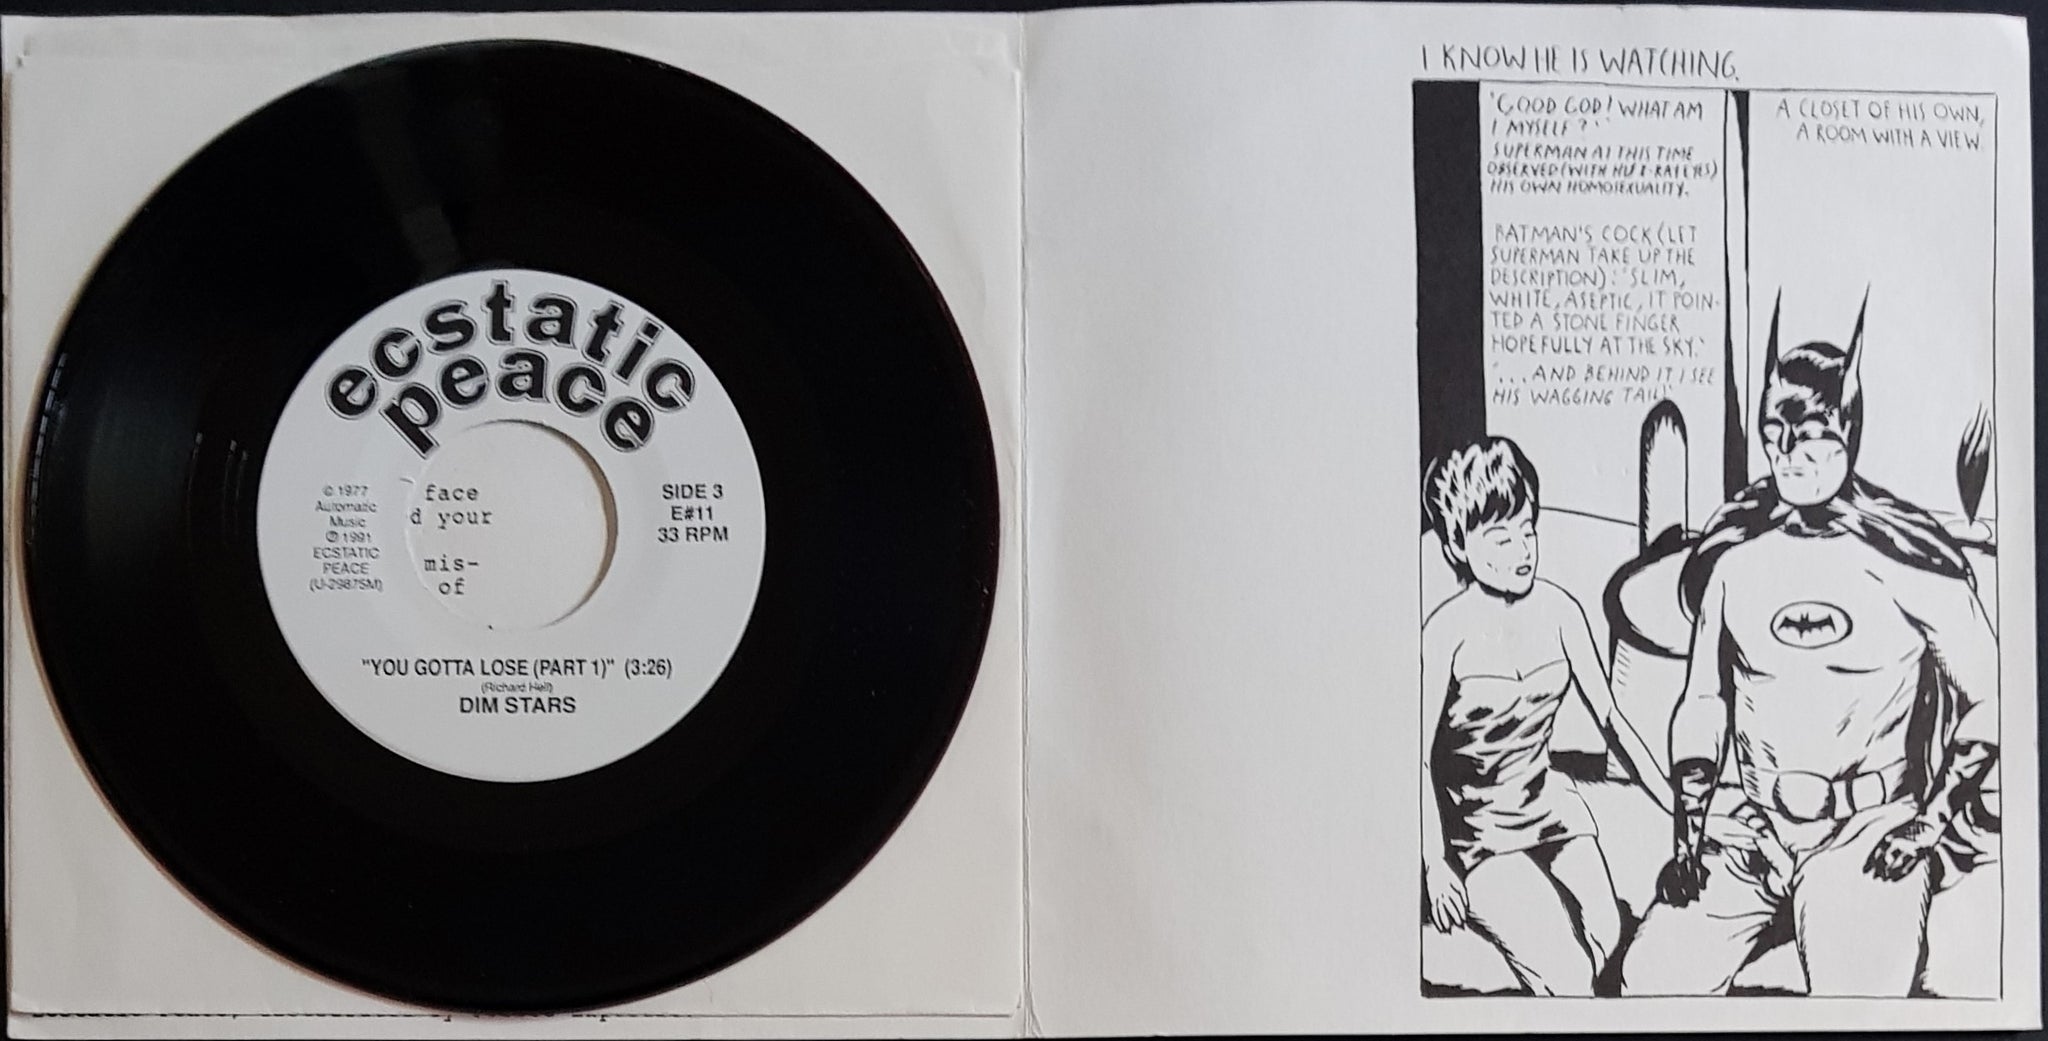 ecstatic
peace
© 1977
Automatic
Music
℗ 1991
ECSTATIC
PEACE
(U-29875M)
face
d your
mis-
of
SIDE 3
E#11
33 RPM
"YOU GOTTA LOSE (PART 1)" (3:26)
(Richard Hell)
DIM STARS
I KNOW HE IS WATCHING.
'GOOD GOD! WHAT AM
I MYSELF?''
SUPERMAN AT THIS TIME
OBSERVED (WITH HIS X-RAY EYES)
HIS OWN HOMOSEXUALITY.
BATMAN'S COCK (LET
SUPERMAN TAKE UP THE
DESCRIPTION): 'SLIM,
WHITE, ASEPTIC, IT POIN-
TED A STONE FINGER
HOPEFULLY AT THE SKY.'
'...AND BEHIND IT I SEE
HIS WAGGING TAIL'
A CLOSET OF HIS OWN,
A ROOM WITH A VIEW.